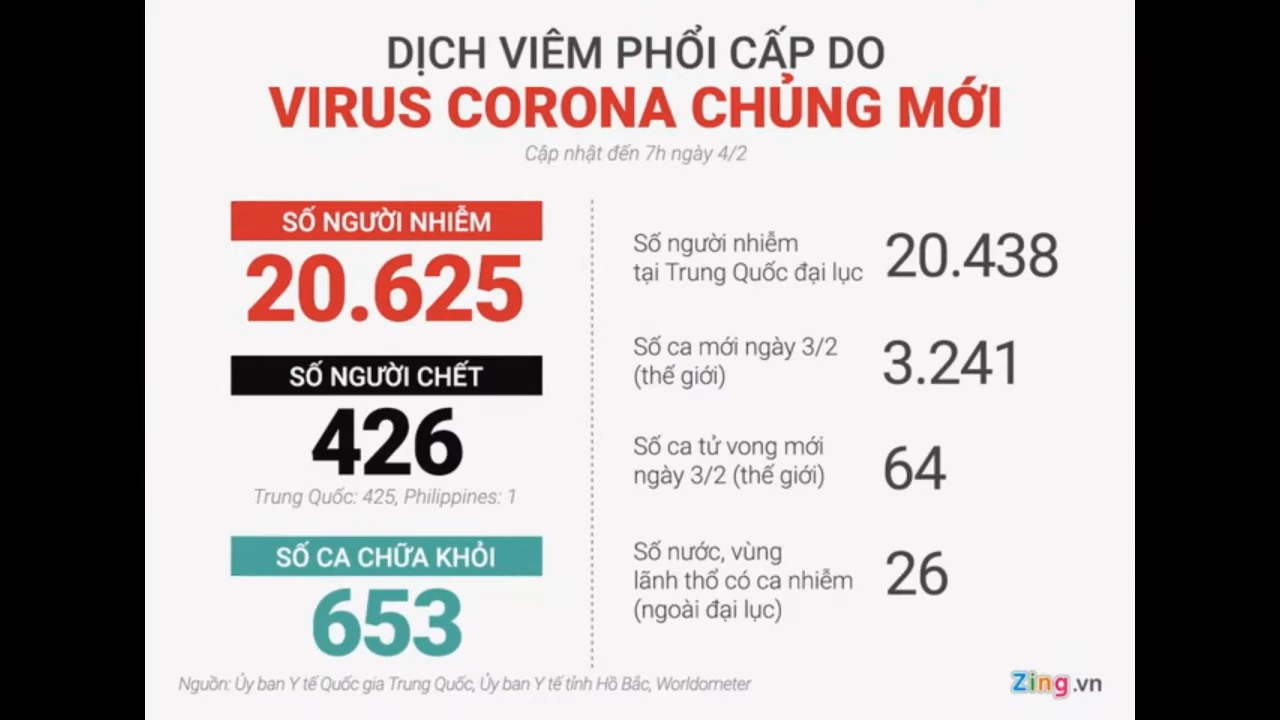 DỊCH VIÊM PHỔI CẤP DO
VIRUS CORONA CHỦNG MỚI
Cập nhật đến 7h ngày 4/2
SỐ NGƯỜI NHIỄM
20.625
SỐ NGƯỜI CHẾT
426
Trung Quốc: 425, Philippines: 1
SỐ CA CHỮA KHỎI
653
Số người nhiễm
tại Trung Quốc đại lục
20.438
Số ca mới ngày 3/2
(thế giới)
3.241
Số ca tử vong mới
ngày 3/2 (thế giới)
64
Số nước, vùng
lãnh thổ có ca nhiễm
(ngoài đại lục)
26
Nguồn: Ủy ban Y tế Quốc gia Trung Quốc, Ủy ban Y tế tỉnh Hồ Bắc, Worldometer
Zing.vn